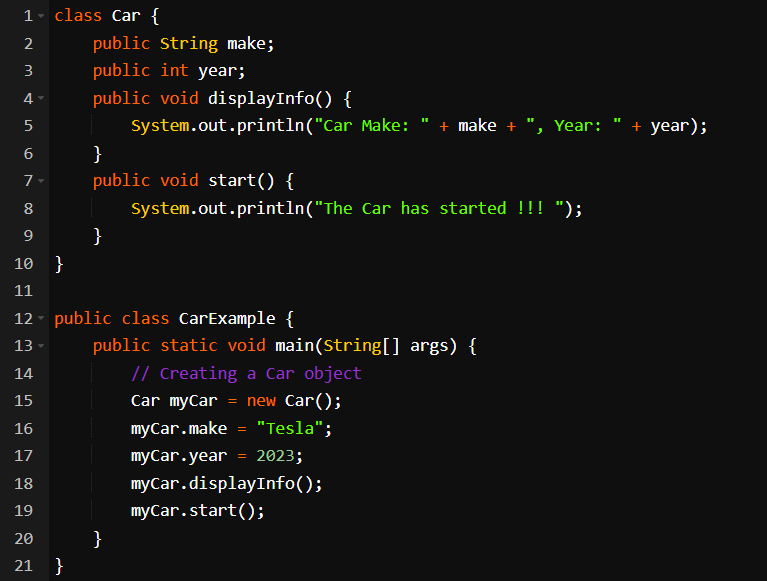 1 class Car {
2     public String make;
3     public int year;
4     public void displayInfo() {
5         System.out.println("Car Make: " + make + ", Year: " + year);
6     }
7     public void start() {
8         System.out.println("The Car has started !!! ");
9     }
10 }
11
12 public class CarExample {
13     public static void main(String[] args) {
14         // Creating a Car object
15         Car myCar = new Car();
16         myCar.make = "Tesla";
17         myCar.year = 2023;
18         myCar.displayInfo();
19         myCar.start();
20     }
21 }